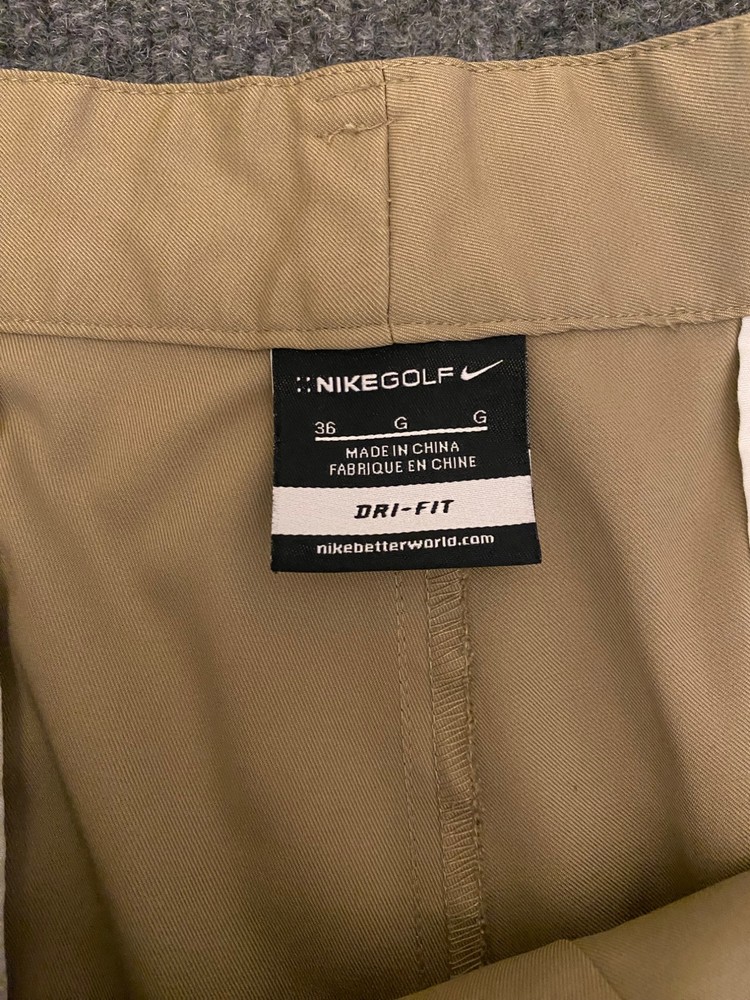 NIKEGOLF
36 G G
MADE IN CHINA
FABRIQUE EN CHINE
DRI-FIT
nikebetterworld.com